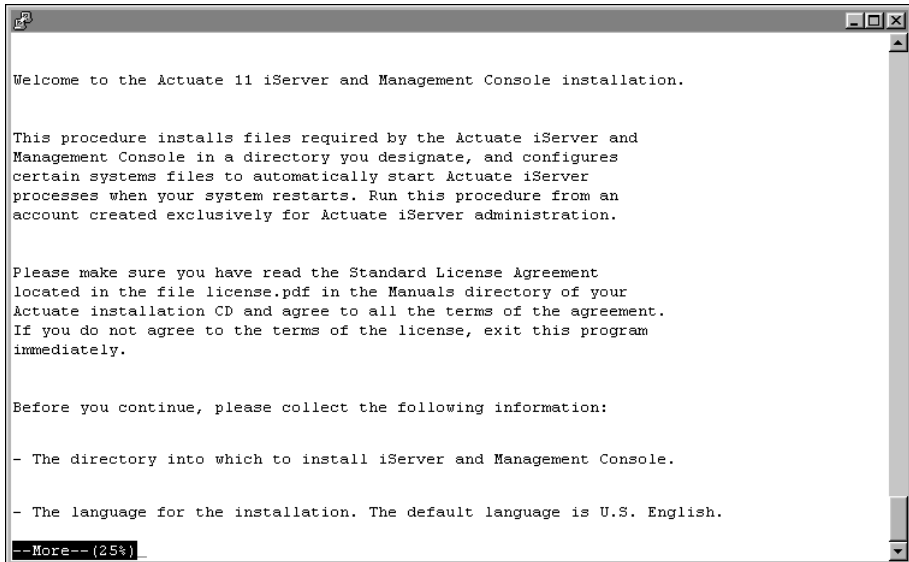 Welcome to the Actuate 11 iServer and Management Console installation.
This procedure installs files required by the Actuate iServer and
Management Console in a directory you designate, and configures
certain systems files to automatically start Actuate iServer
processes when your system restarts. Run this procedure from an
account created exclusively for Actuate iServer administration.
Please make sure you have read the Standard License Agreement
located in the file license.pdf in the Manuals directory of your
Actuate installation CD and agree to all the terms of the agreement.
If you do not agree to the terms of the license, exit this program
immediately.
Before you continue, please collect the following information:
- The directory into which to install iServer and Management Console.
- The language for the installation. The default language is U.S. English.
--More--(25%)_